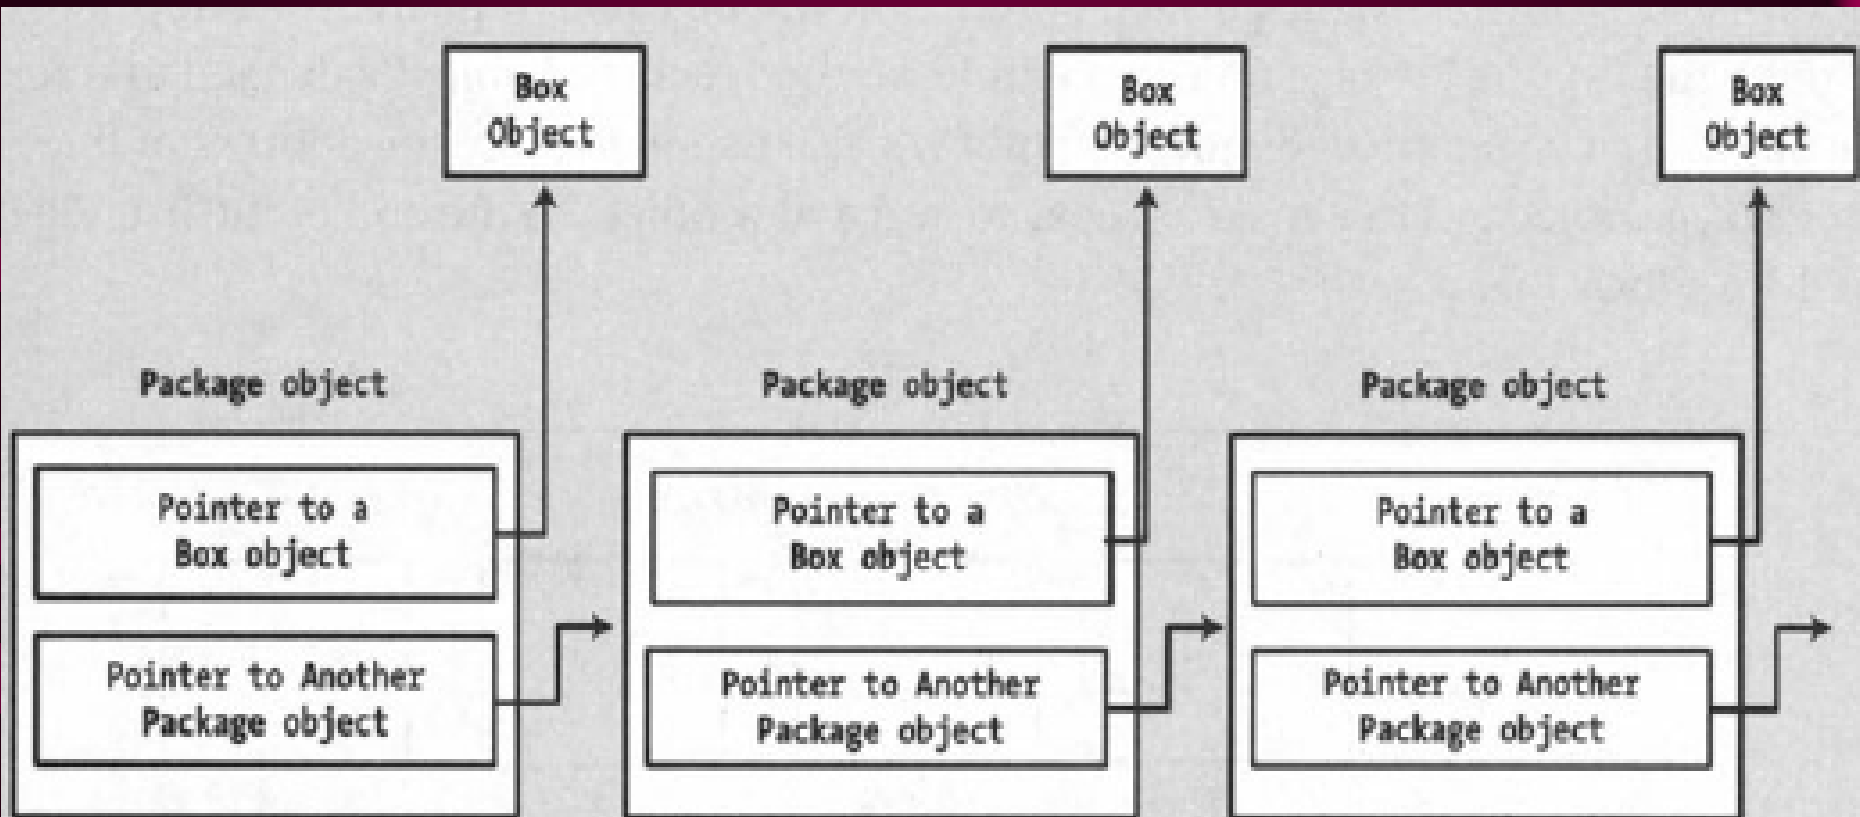 Box
Object
Box
Object
Box
Object
Package object
Package object
Package object
Pointer to a
Box object
Pointer to Another
Package object
Pointer to a
Box object
Pointer to Another
Package object
Pointer to a
Box object
Pointer to Another
Package object